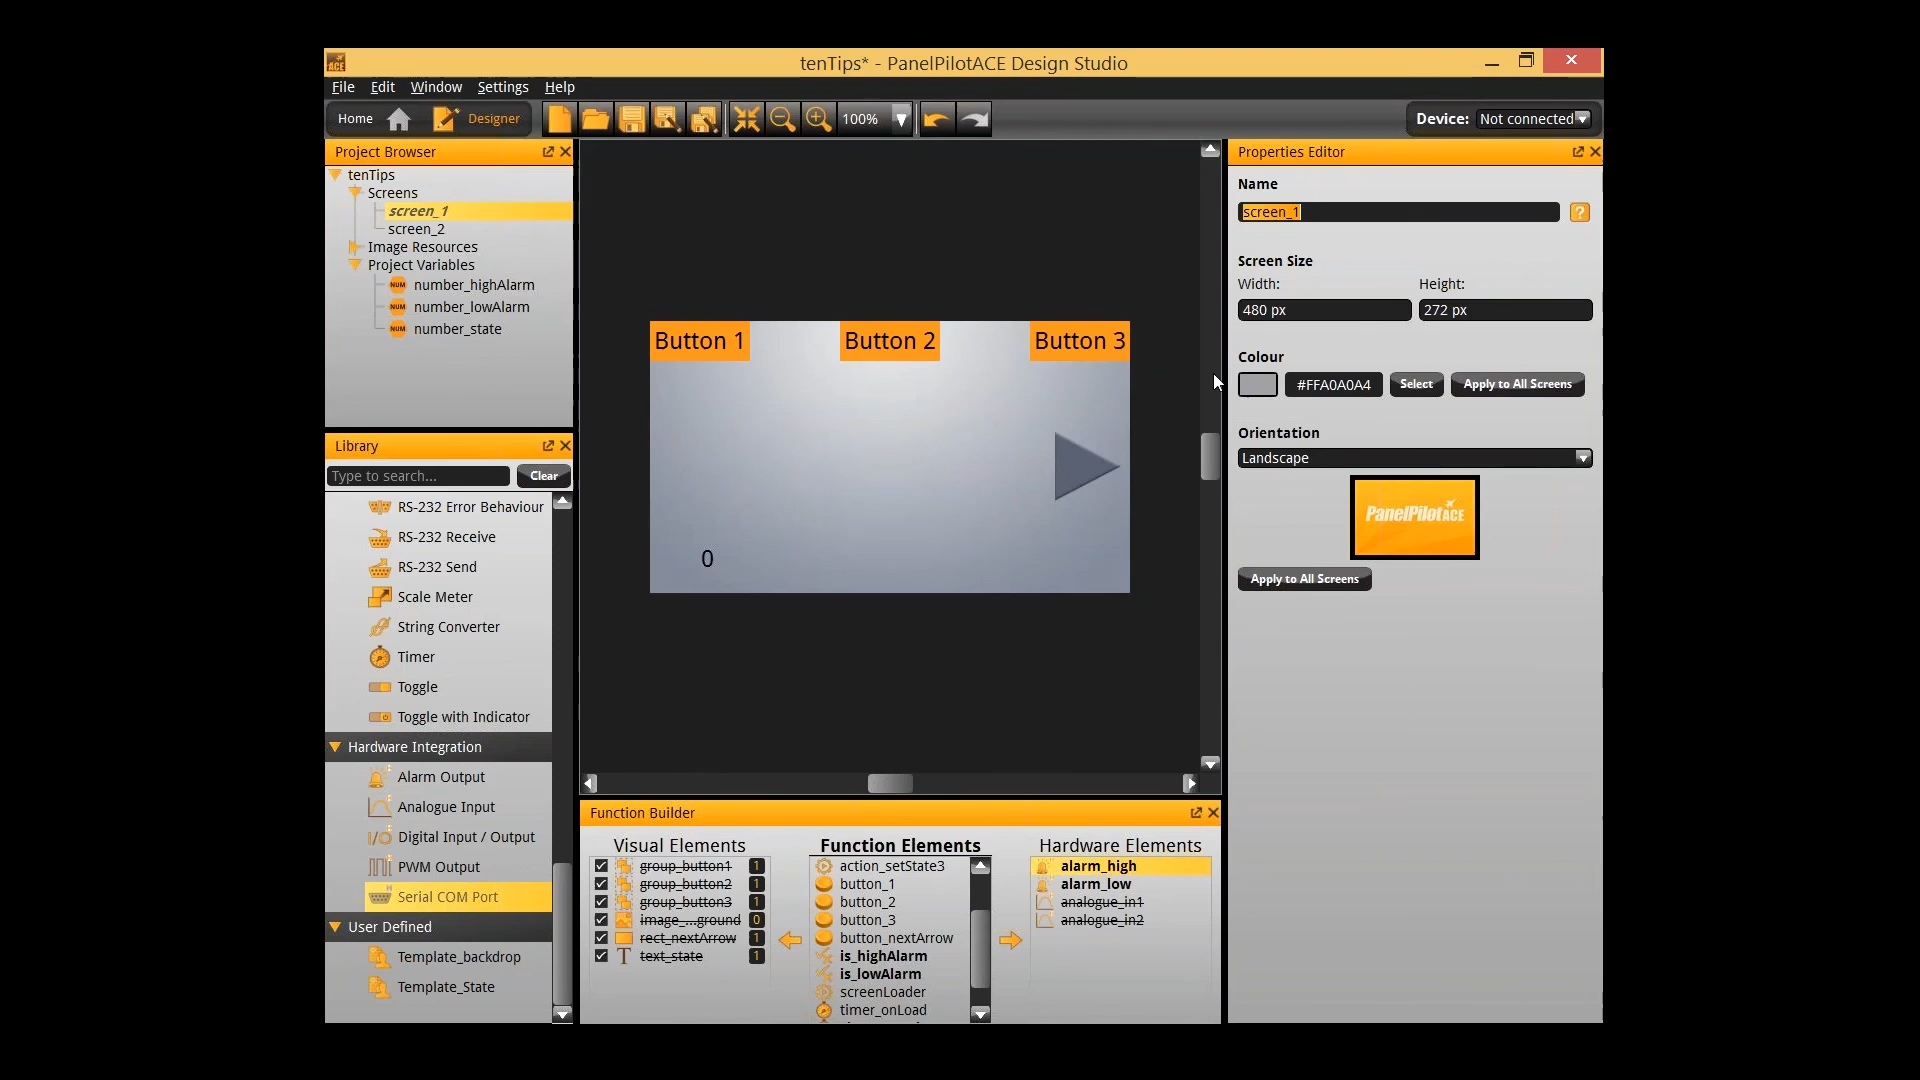 ACE
tenTips* - PanelPilotACE Design Studio
File Edit Window Settings Help
Home Designer 100% Device: Not connected
Project Browser
tenTips
Screens
screen_1
screen_2
Image Resources
Project Variables
NUM number_highAlarm
NUM number_lowAlarm
NUM number_state
Library
Type to search... Clear
RS-232 Error Behaviour
RS-232 Receive
RS-232 Send
Scale Meter
String Converter
Timer
Toggle
Toggle with Indicator
Hardware Integration
Alarm Output
Analogue Input
Digital Input / Output
PWM Output
Serial COM Port
User Defined
Template_backdrop
Template_State
Button 1 Button 2 Button 3
0
Function Builder
Visual Elements
group_button1 1
group_button2 1
group_button3 1
image_...ground 0
rect_nextArrow 1
text_state 1
Function Elements
action_setState3
button_1
button_2
button_3
button_nextArrow
is_highAlarm
is_lowAlarm
screenLoader
timer_onLoad
Hardware Elements
alarm_high
alarm_low
analogue_in1
analogue_in2
Properties Editor
Name
screen_1 ?
Screen Size
Width: Height:
480 px 272 px
Colour
#FFA0A0A4 Select Apply to All Screens
Orientation
Landscape
PanelPilotACE
Apply to All Screens